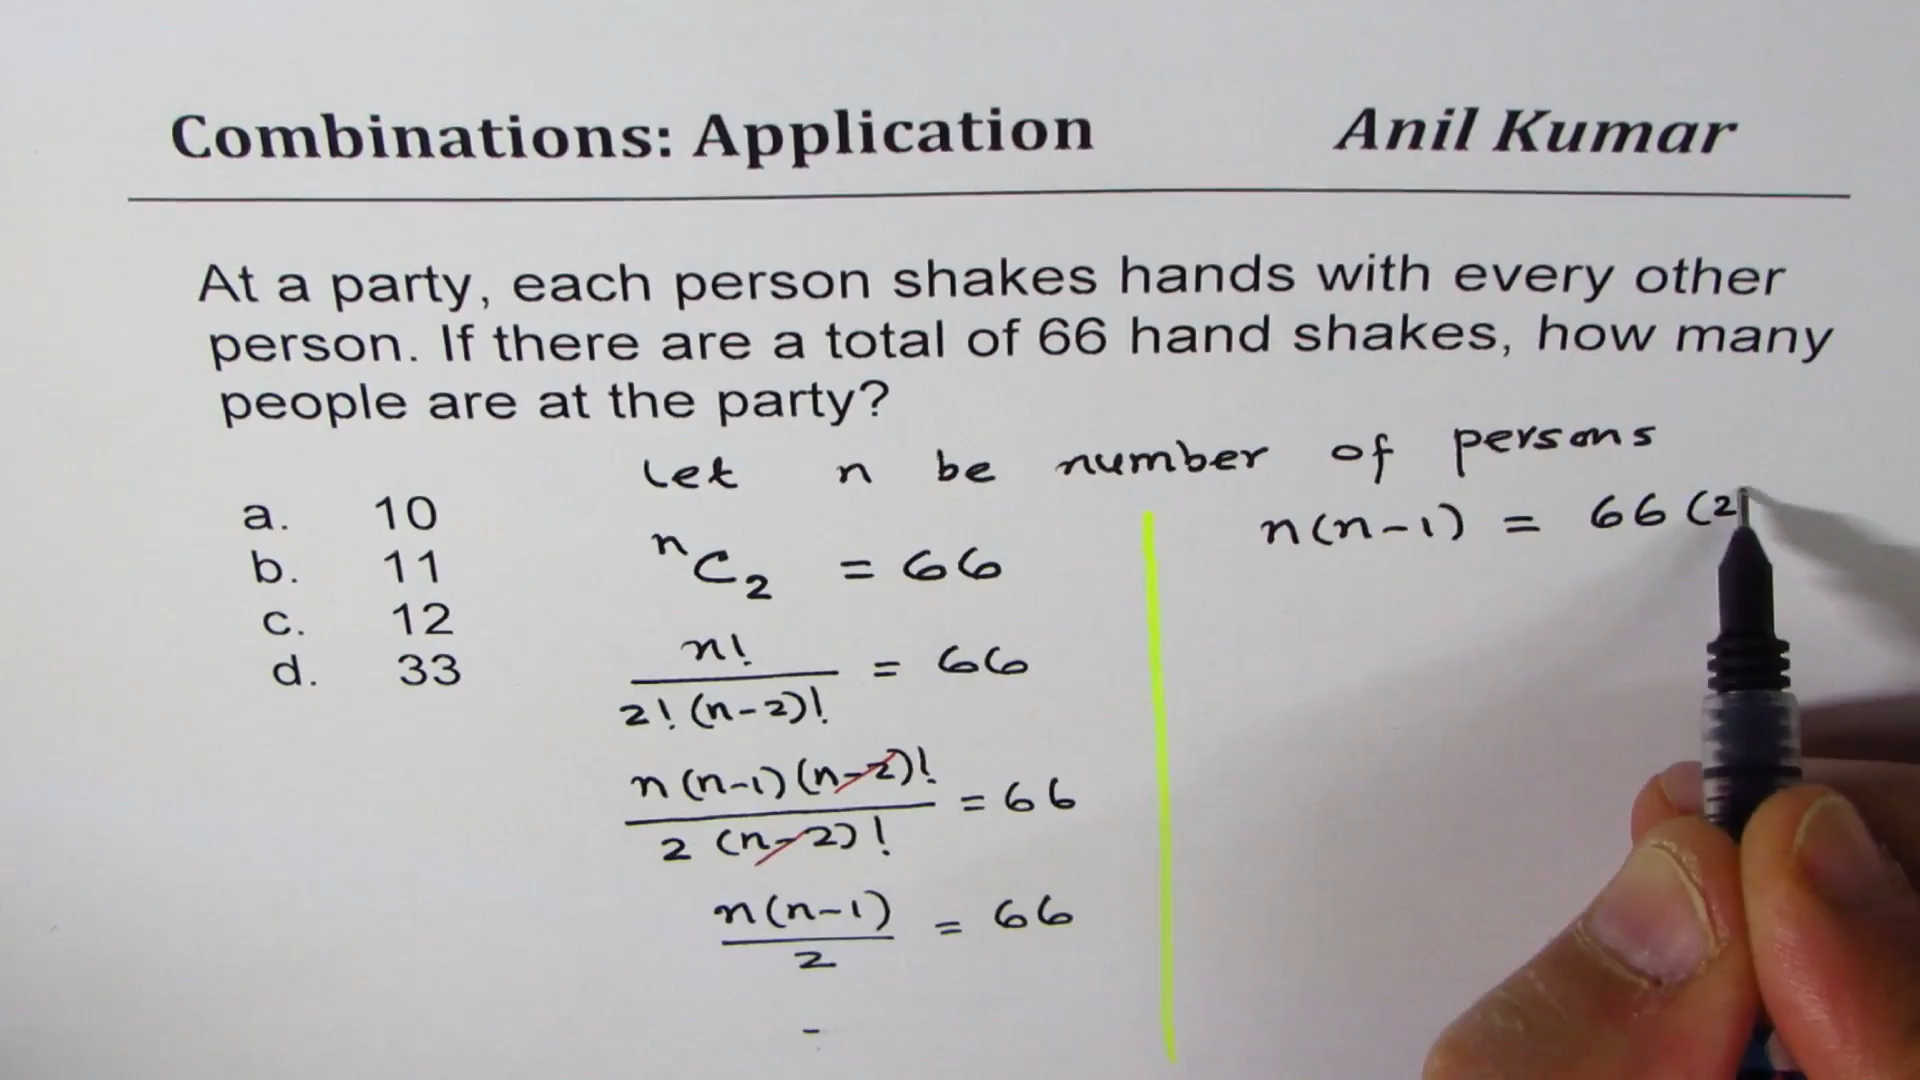 Combinations: Application Anil Kumar
At a party, each person shakes hands with every other
person. If there are a total of 66 hand shakes, how many
people are at the party?
a. 10
b. 11
c. 12
d. 33
Let n be number of persons
ⁿC₂ = 66
n! / 2!(n-2)! = 66
n(n-1)(n-2)! / 2(n-2)! = 66
n(n-1) / 2 = 66
n(n-1) = 66(2